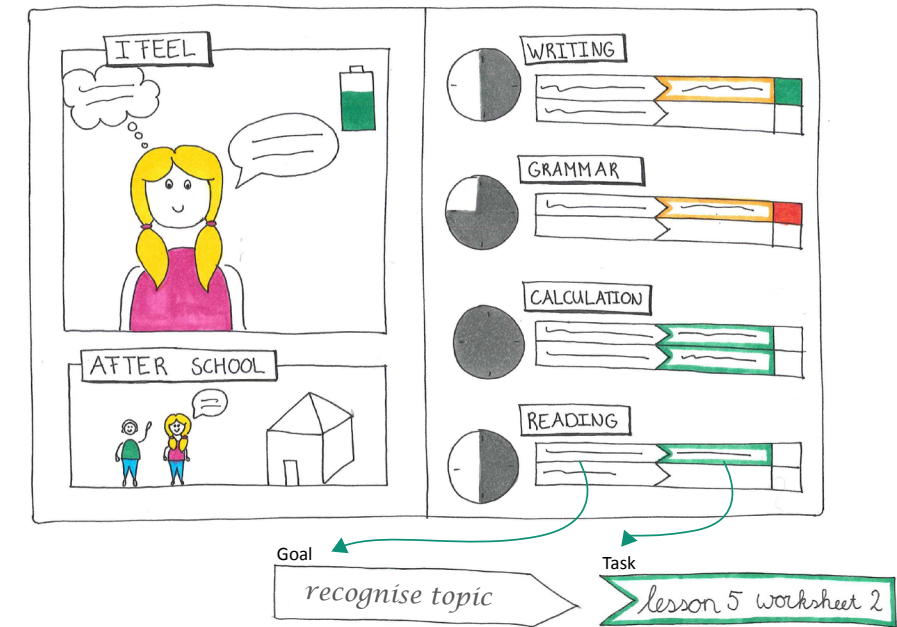 I FEEL
AFTER SCHOOL
WRITING
GRAMMAR
CALCULATION
READING
Goal
recognise topic
Task
lesson 5 worksheet 2